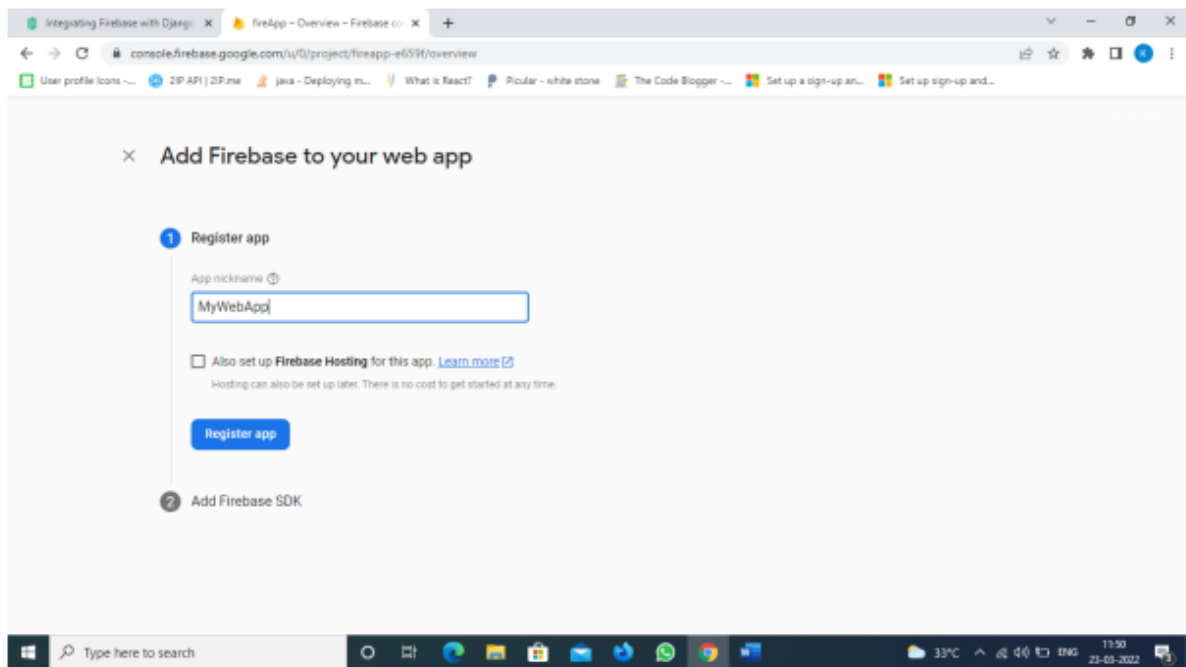 Integrating Firebase with Django
fireApp – Overview – Firebase co
console.firebase.google.com/u/0/project/fireapp-e659f/overview
User profile Icons -...
ZIP API | ZIP.me
java - Deploying m...
What is React?
Picular - white stone
The Code Blogger -...
Set up a sign-up an...
Set up sign-up and...
Add Firebase to your web app
1 Register app
App nickname
MyWebApp
Also set up Firebase Hosting for this app. Learn more
Hosting can also be set up later. There is no cost to get started at any time.
Register app
2 Add Firebase SDK
Type here to search
33°C
ENG
11:50
23-03-2022